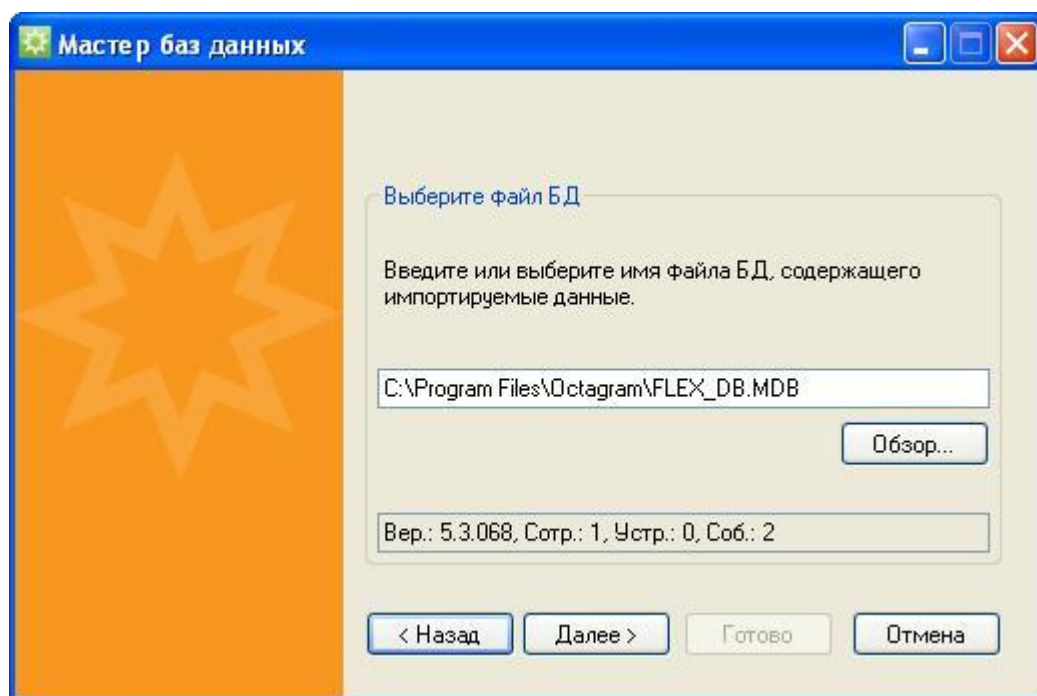 Мастер баз данных
Выберите файл БД
Введите или выберите имя файла БД, содержащего
импортируемые данные.
C:\Program Files\Octagram\FLEX_DB.MDB
Обзор...
Вер.: 5.3.068, Сотр.: 1, Устр.: 0, Соб.: 2
< Назад Далее > Готово Отмена